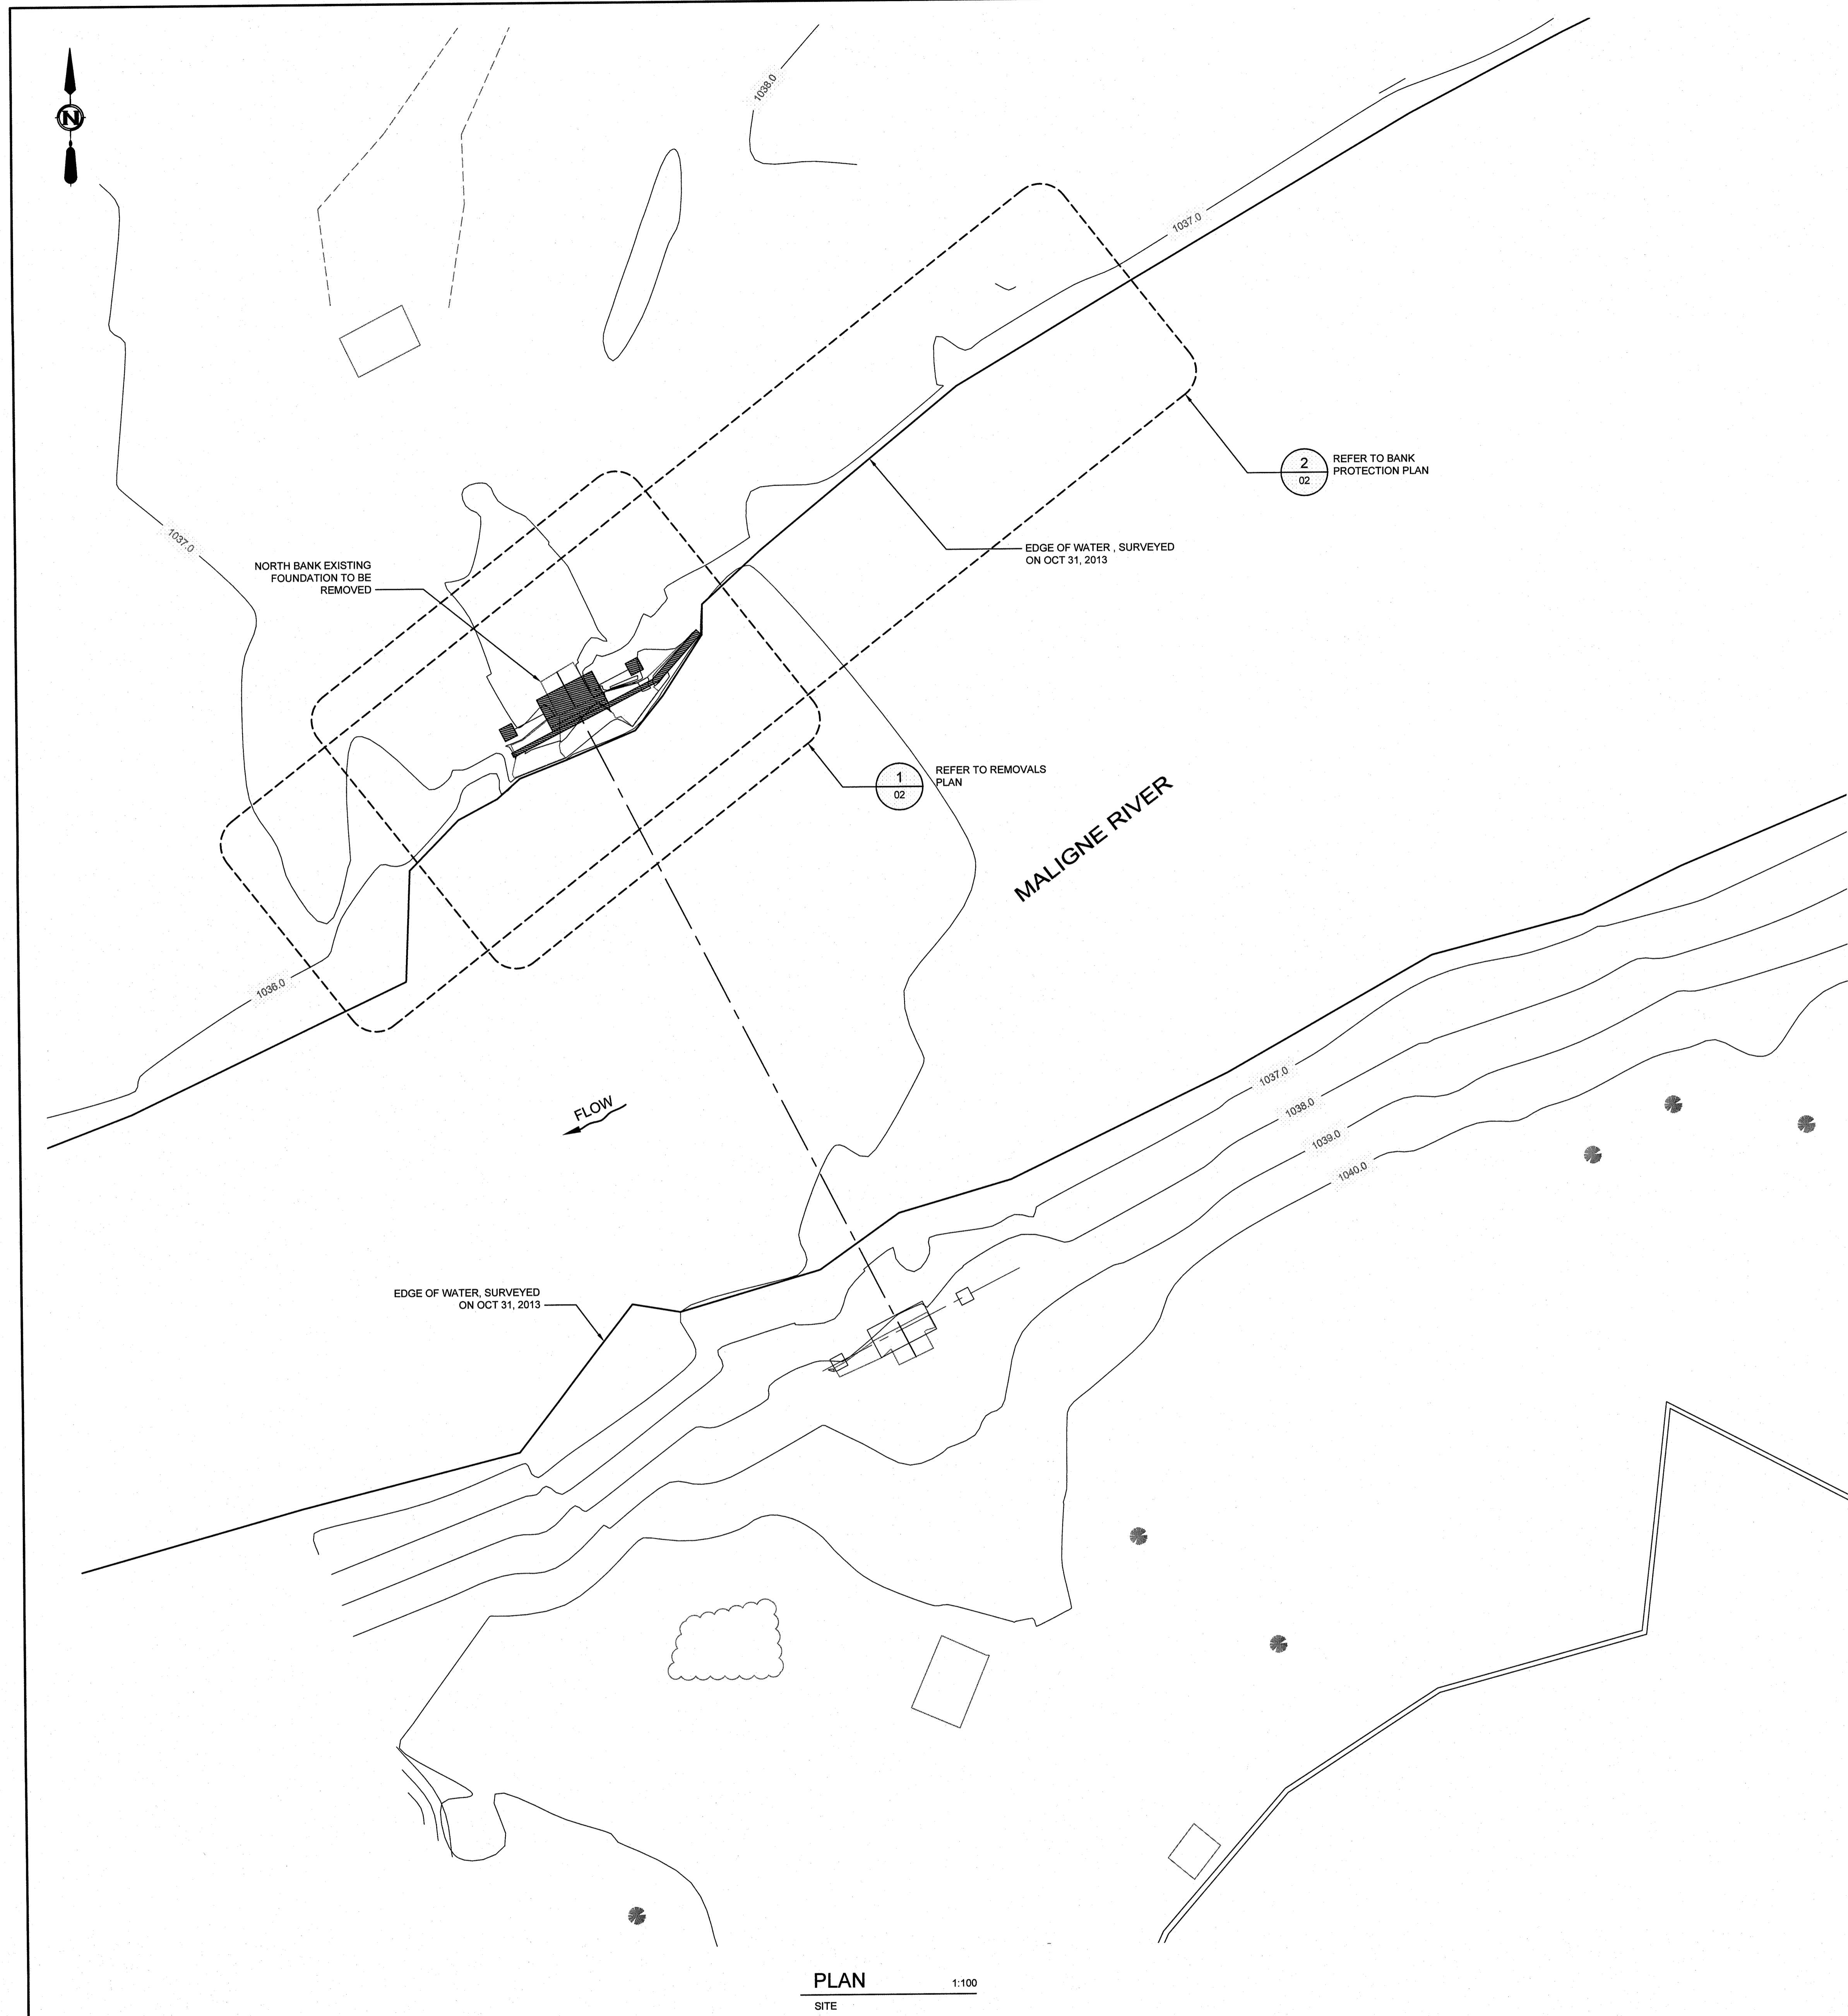 N
1038.0
1037.0
2
02
REFER TO BANK
PROTECTION PLAN
1037.0
EDGE OF WATER , SURVEYED
ON OCT 31, 2013
NORTH BANK EXISTING
FOUNDATION TO BE
REMOVED
1
02
REFER TO REMOVALS
PLAN
MALIGNE RIVER
1036.0
FLOW
1037.0
1038.0
1039.0
1040.0
EDGE OF WATER, SURVEYED
ON OCT 31, 2013
PLAN 1:100
SITE